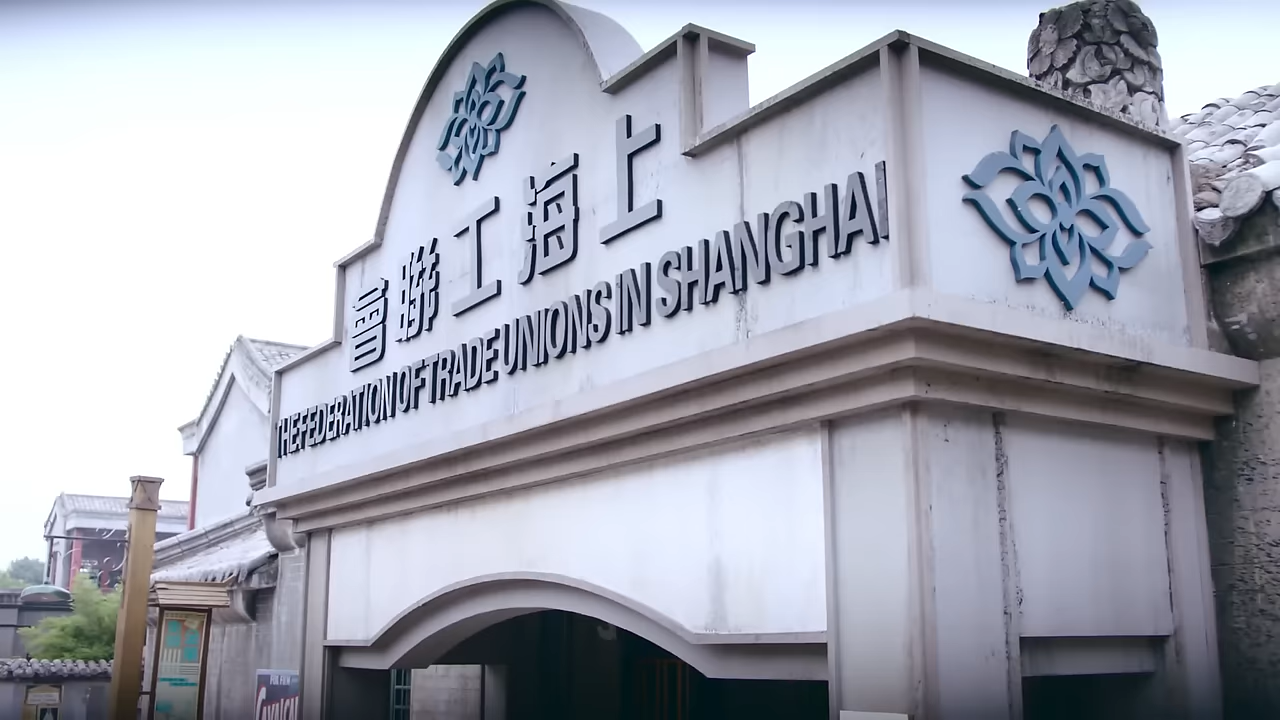 上海工聯會
THE FEDERATION OF TRADE UNIONS IN SHANGHAI